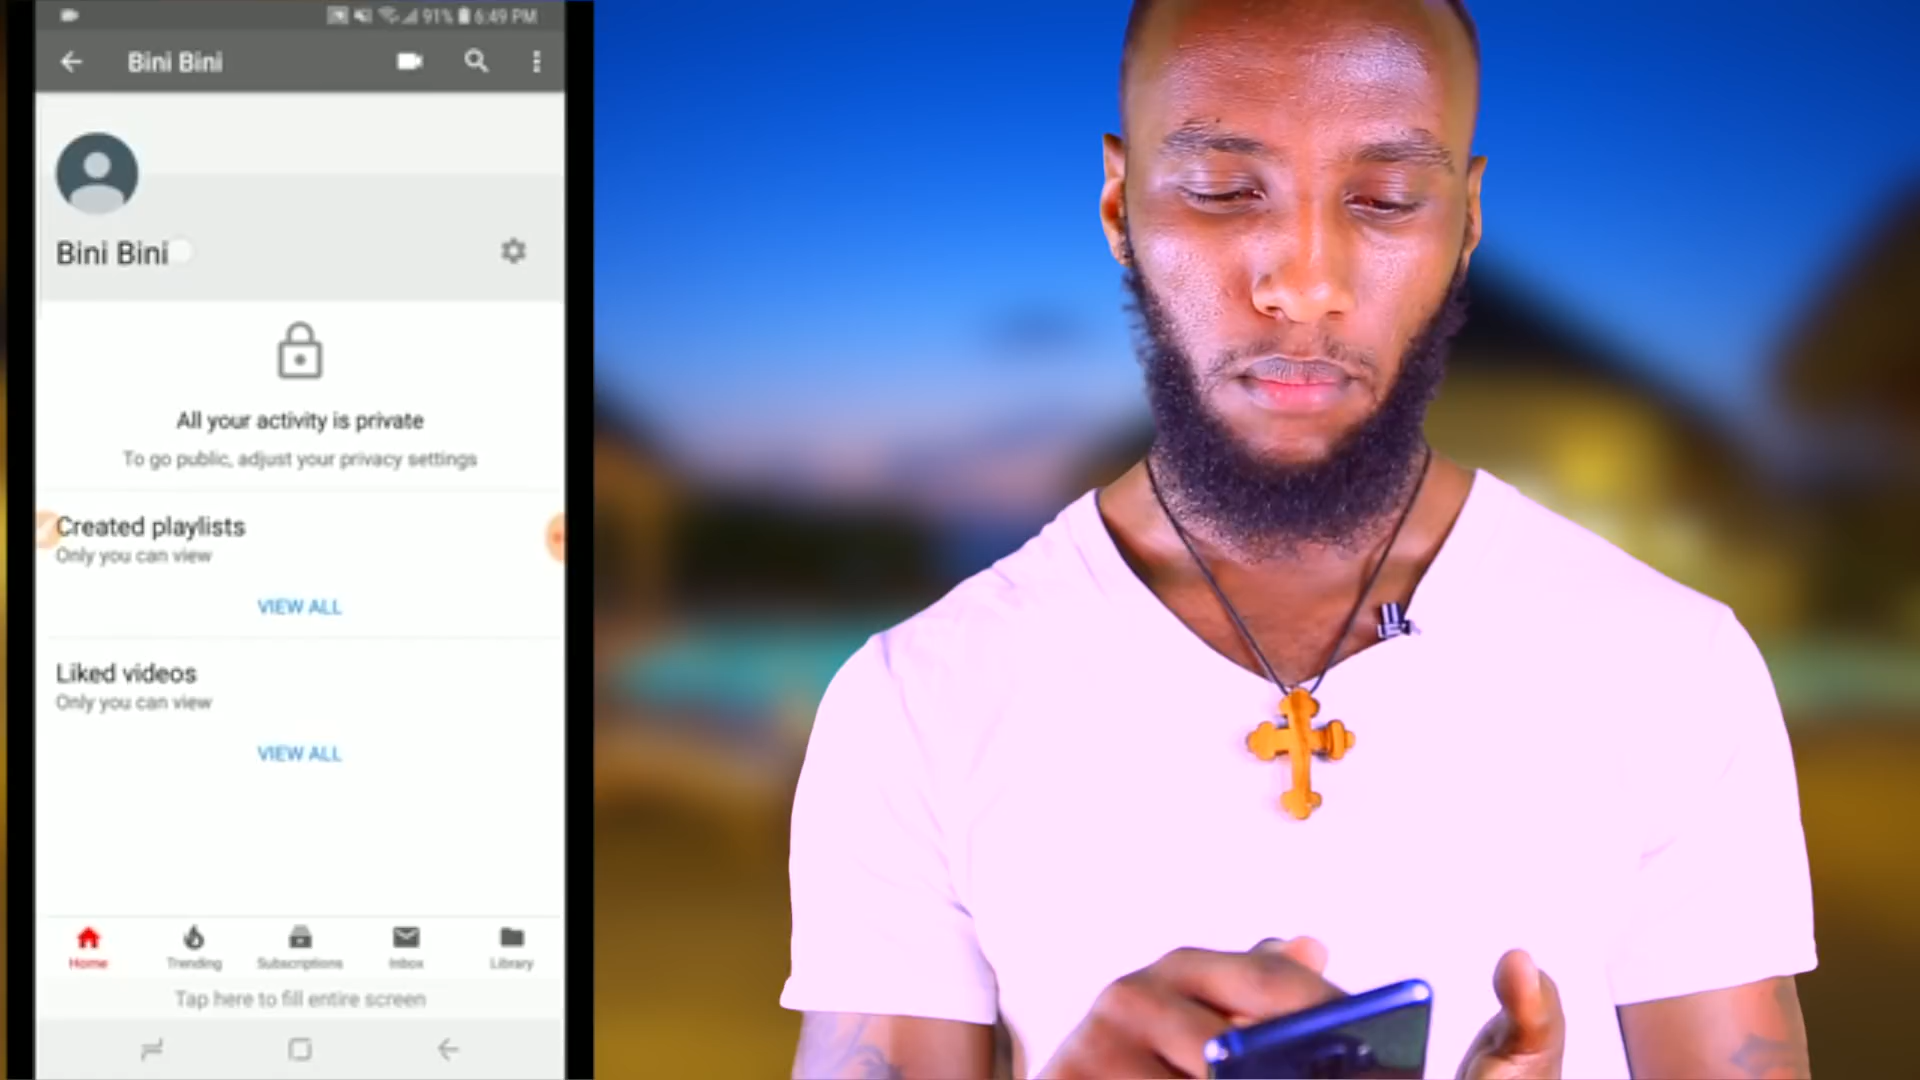 91% 6:49 PM
Bini Bini
Bini Bini
All your activity is private
To go public, adjust your privacy settings
Created playlists
Only you can view
VIEW ALL
Liked videos
Only you can view
VIEW ALL
Home Trending Subscriptions Inbox Library
Tap here to fill entire screen